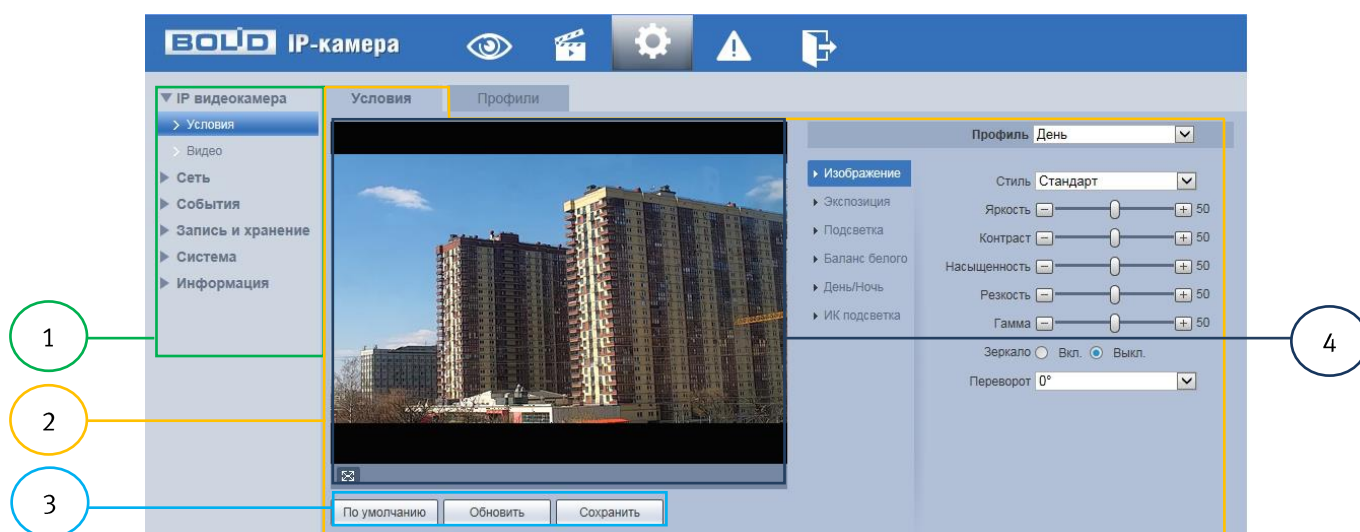 BOLID IP-камера
IP видеокамера
Условия
Видео
Сеть
События
Запись и хранение
Система
Информация
Условия Профили
Профиль День
Изображение
Экспозиция
Подсветка
Баланс белого
День/Ночь
ИК подсветка
Стиль Стандарт
Яркость 50
Контраст 50
Насыщенность 50
Резкость 50
Гамма 50
Зеркало Вкл. Выкл.
Переворот 0°
По умолчанию Обновить Сохранить
1
2
3
4